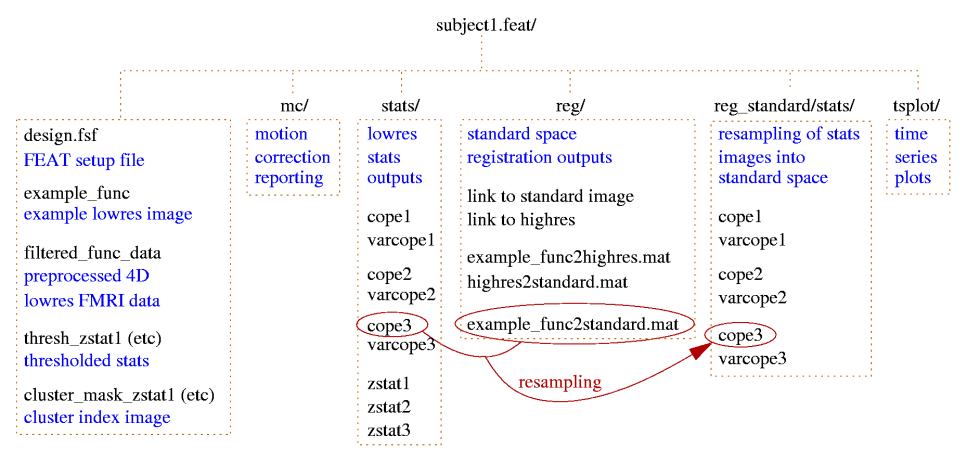 subject1.feat/
design.fsf
FEAT setup file
example_func
example lowres image
filtered_func_data
preprocessed 4D
lowres FMRI data
thresh_zstat1 (etc)
thresholded stats
cluster_mask_zstat1 (etc)
cluster index image
mc/
motion
correction
reporting
stats/
lowres
stats
outputs
cope1
varcope1
cope2
varcope2
cope3
varcope3
zstat1
zstat2
zstat3
reg/
standard space
registration outputs
link to standard image
link to highres
example_func2highres.mat
highres2standard.mat
example_func2standard.mat
resampling
reg_standard/stats/
resampling of stats
images into
standard space
cope1
varcope1
cope2
varcope2
cope3
varcope3
tsplot/
time
series
plots